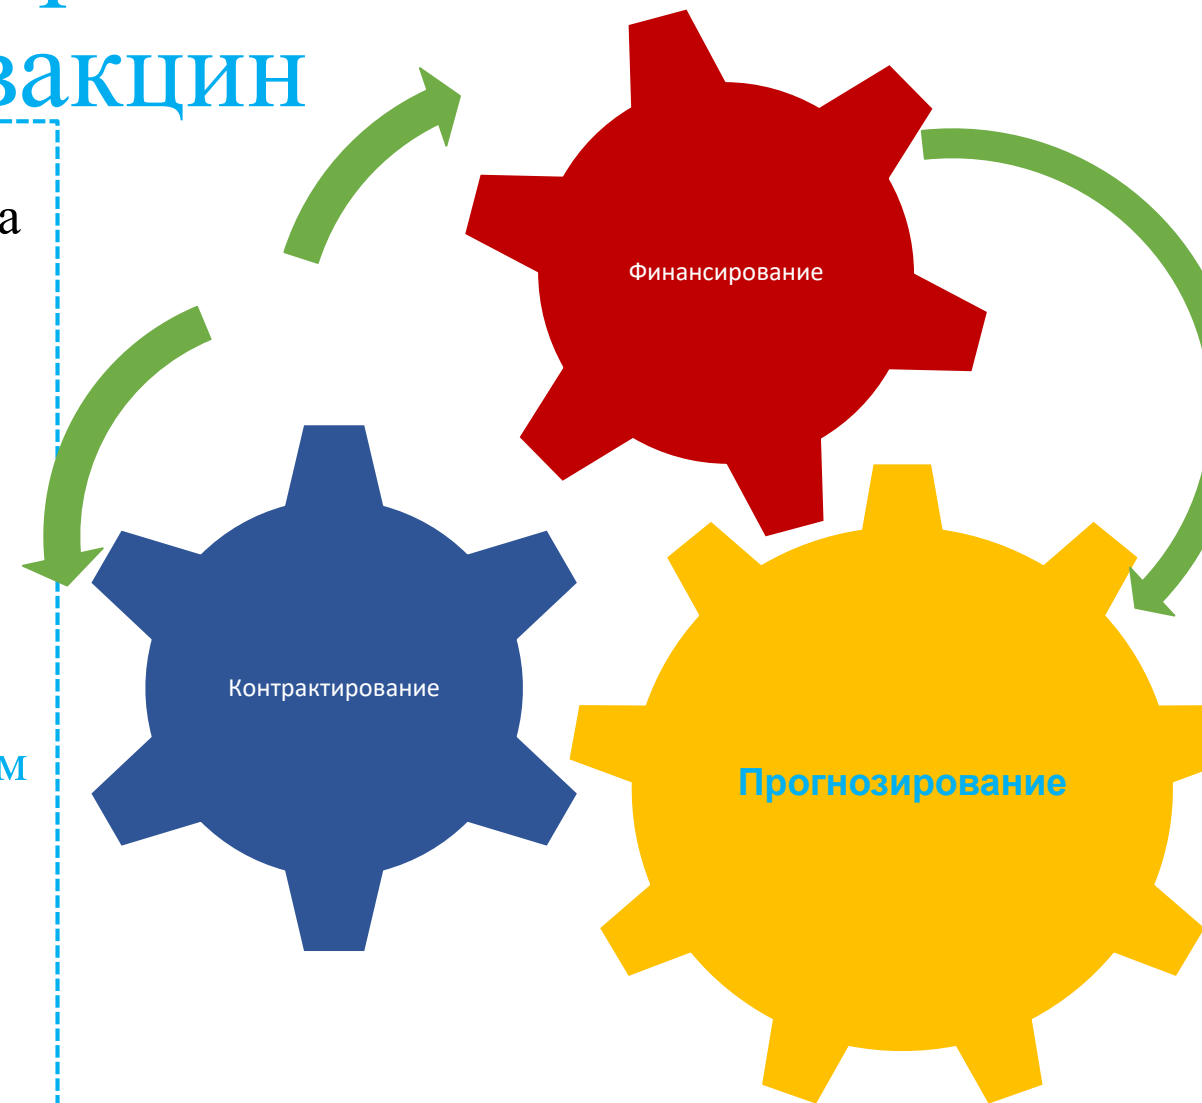 вакцин
а
Финансирование
Контрактирование
м
Прогнозирование